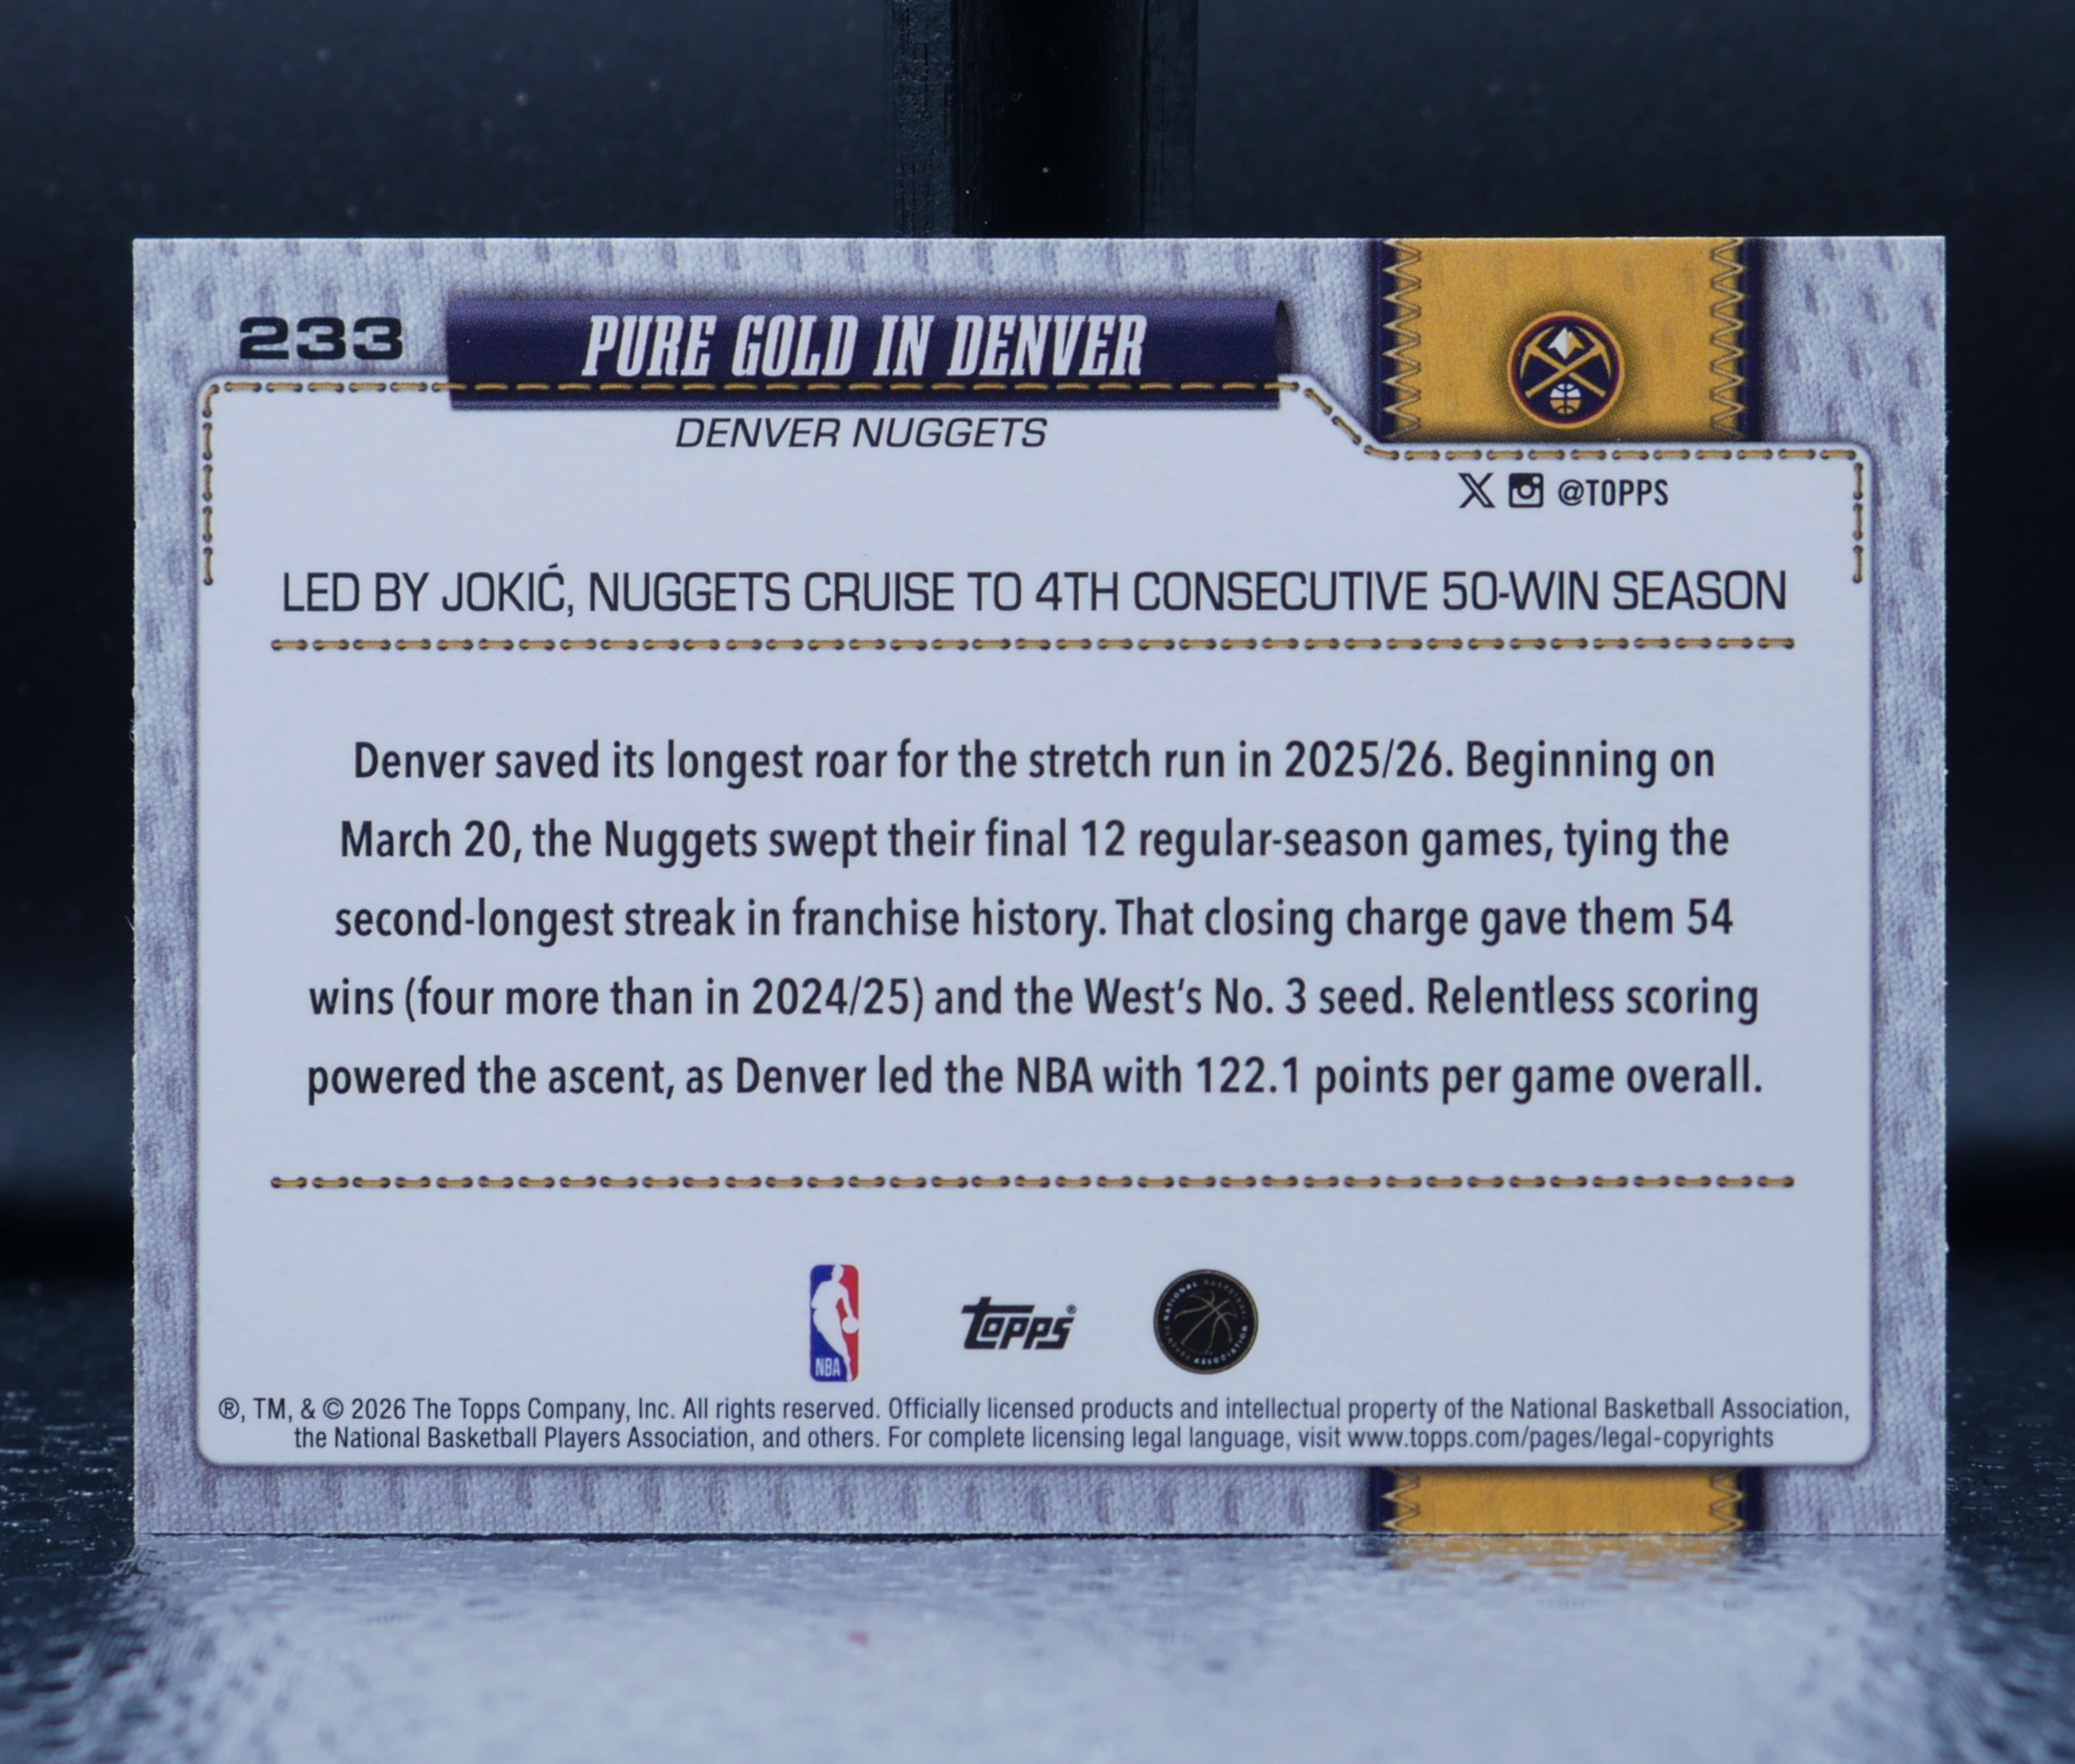 233
PURE GOLD IN DENVER
DENVER NUGGETS
@TOPPS
LED BY JOKIĆ, NUGGETS CRUISE TO 4TH CONSECUTIVE 50-WIN SEASON
Denver saved its longest roar for the stretch run in 2025/26. Beginning on
March 20, the Nuggets swept their final 12 regular-season games, tying the
second-longest streak in franchise history. That closing charge gave them 54
wins (four more than in 2024/25) and the West's No. 3 seed. Relentless scoring
powered the ascent, as Denver led the NBA with 122.1 points per game overall.
NBA
topps®
NATIONAL BASKETBALL PLAYERS ASSOCIATION
®, TM, & © 2026 The Topps Company, Inc. All rights reserved. Officially licensed products and intellectual property of the National Basketball Association,
the National Basketball Players Association, and others. For complete licensing legal language, visit www.topps.com/pages/legal-copyrights